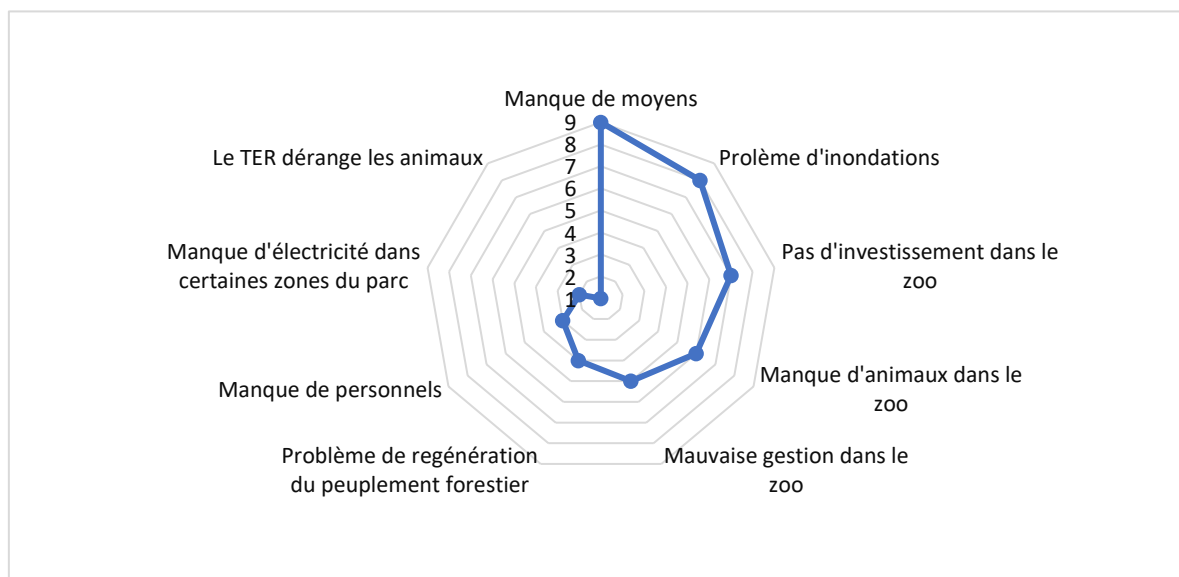 Manque de moyens
9
8
7
6
5
4
3
2
1
Prolème d'inondations
Pas d'investissement dans le
zoo
Manque d'animaux dans le
zoo
Mauvaise gestion dans le
zoo
Problème de regénération
du peuplement forestier
Manque de personnels
Manque d'électricité dans
certaines zones du parc
Le TER dérange les animaux